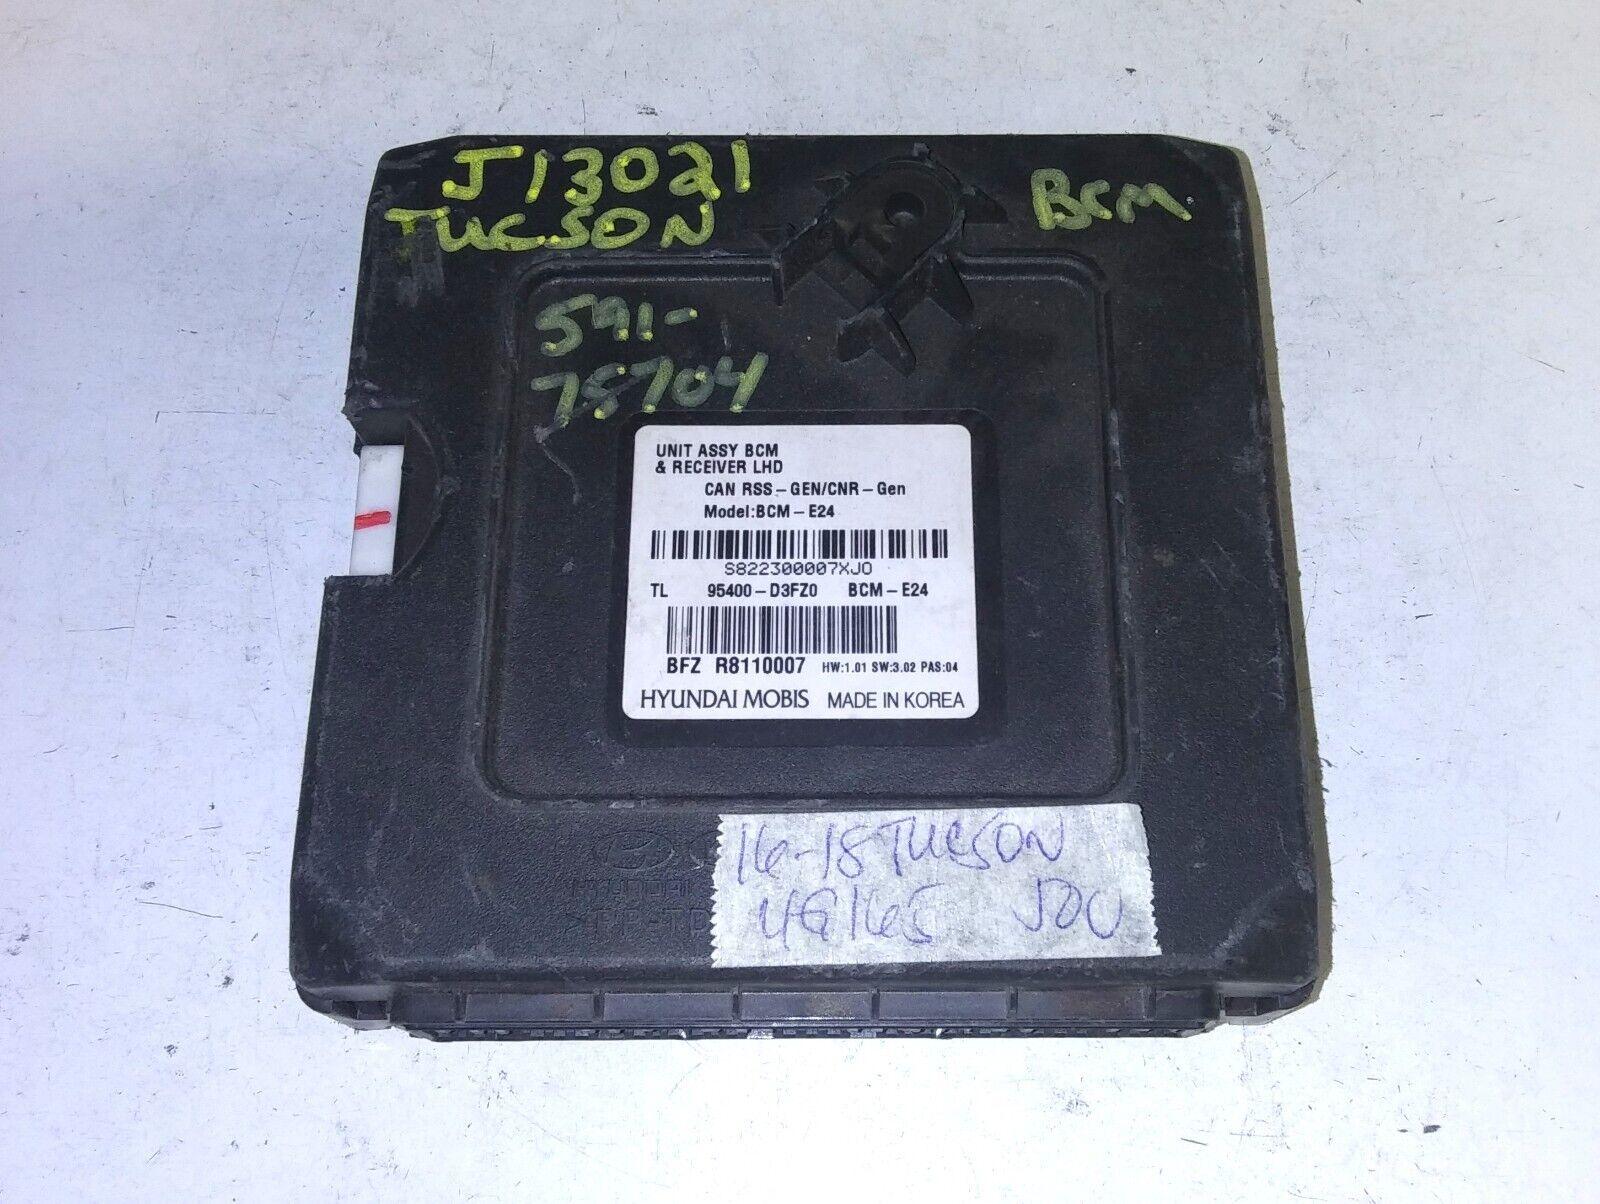 J13021
TUCSON
BCM
591-
78704
UNIT ASSY BCM
& RECEIVER LHD
CAN RSS-GEN/CNR-Gen
Model:BCM-E24
S822300007XJ0
TL 95400-D3FZ0 BCM-E24
BFZ R8110007 HW:1.01 SW:3.02 PAS:04
HYUNDAI MOBIS MADE IN KOREA
16-18 TUCSON